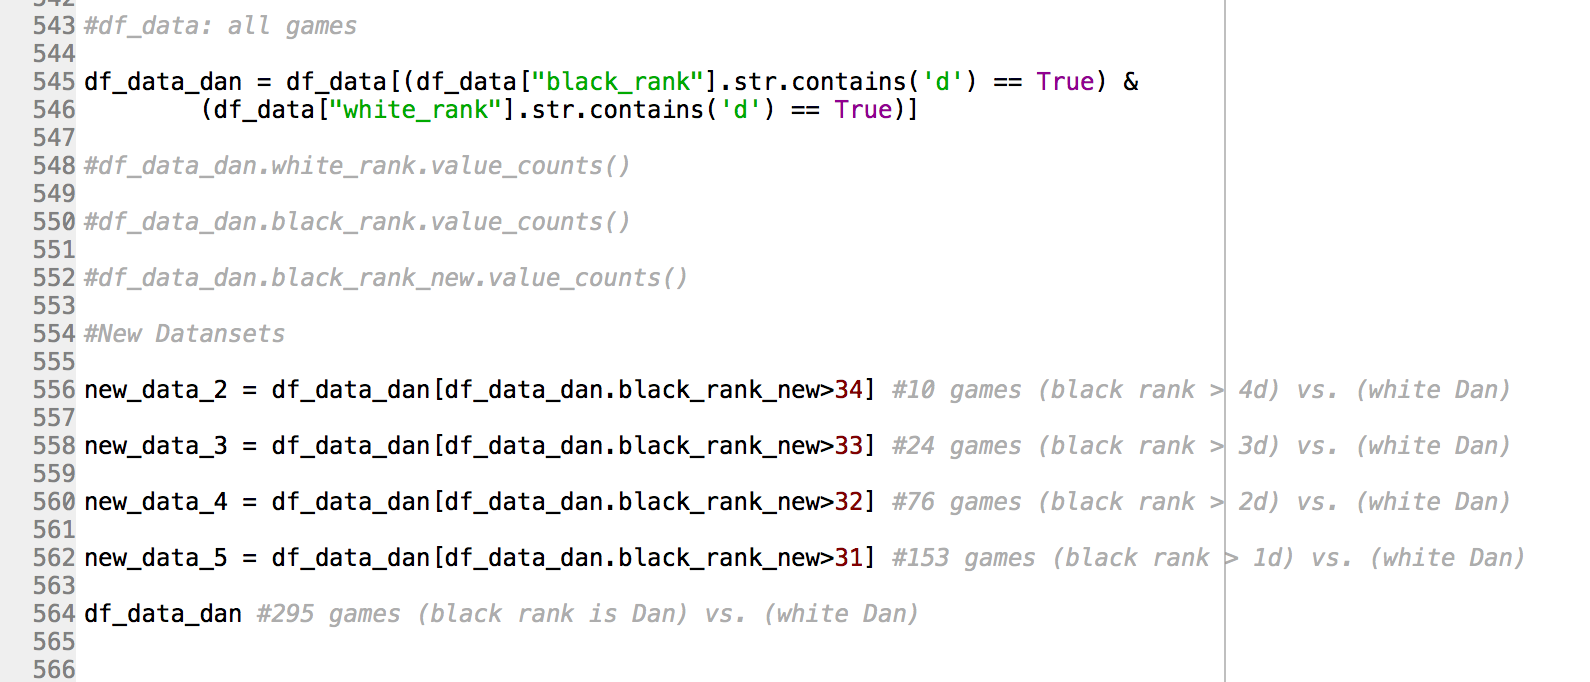 542
543 #df_data: all games
544
545 df_data_dan = df_data[(df_data["black_rank"].str.contains('d') == True) &
546         (df_data["white_rank"].str.contains('d') == True)]
547
548 #df_data_dan.white_rank.value_counts()
549
550 #df_data_dan.black_rank.value_counts()
551
552 #df_data_dan.black_rank_new.value_counts()
553
554 #New Datansets
555
556 new_data_2 = df_data_dan[df_data_dan.black_rank_new>34] #10 games (black rank > 4d) vs. (white Dan)
557
558 new_data_3 = df_data_dan[df_data_dan.black_rank_new>33] #24 games (black rank > 3d) vs. (white Dan)
559
560 new_data_4 = df_data_dan[df_data_dan.black_rank_new>32] #76 games (black rank > 2d) vs. (white Dan)
561
562 new_data_5 = df_data_dan[df_data_dan.black_rank_new>31] #153 games (black rank > 1d) vs. (white Dan)
563
564 df_data_dan #295 games (black rank is Dan) vs. (white Dan)
565
566